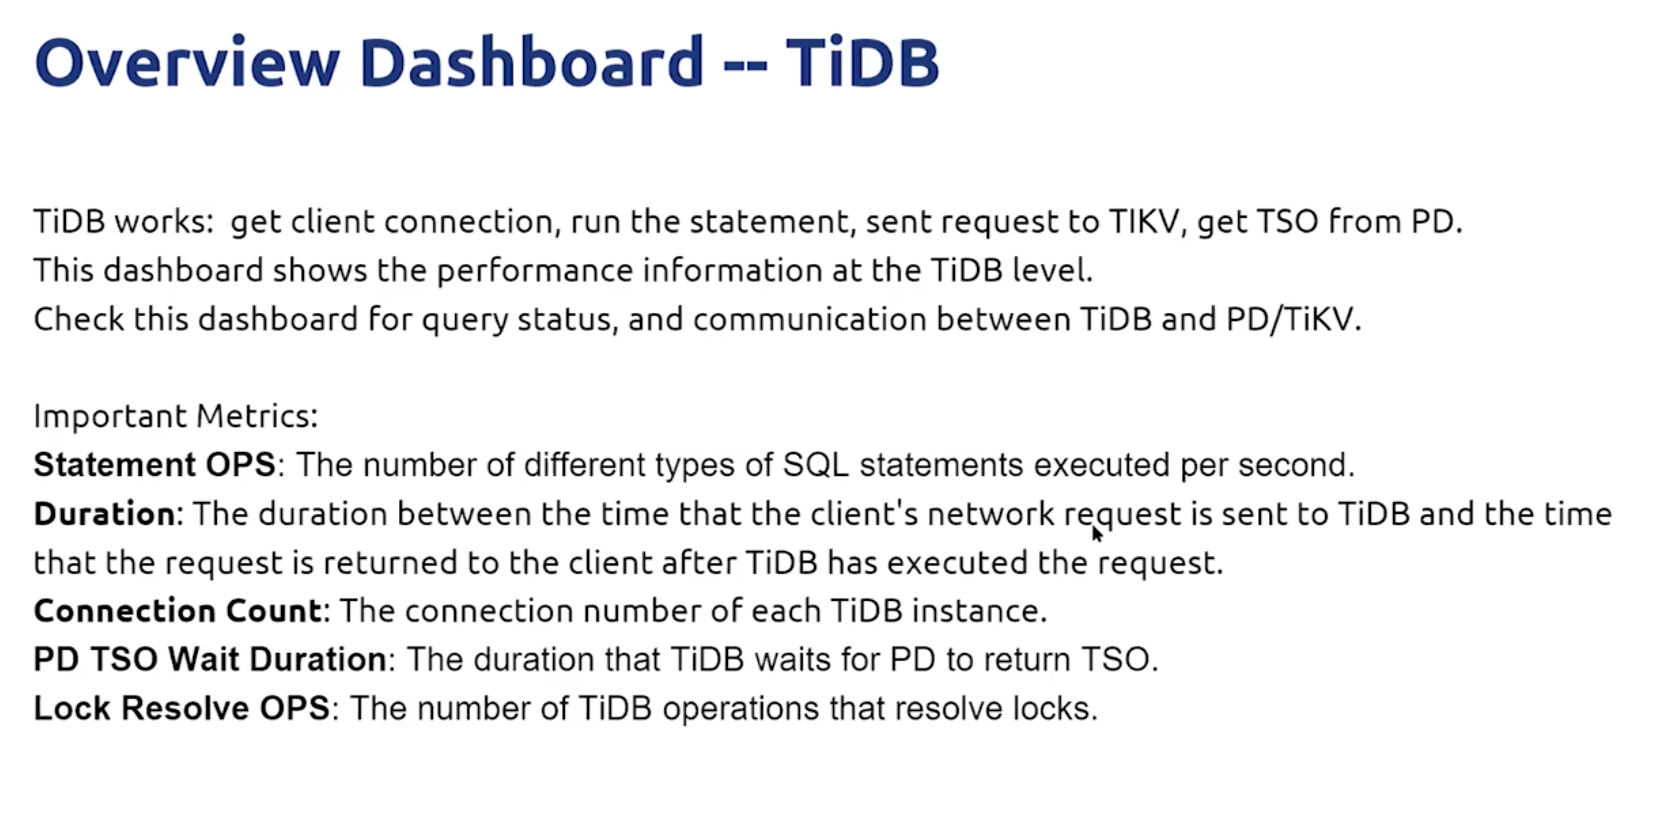 Overview Dashboard -- TiDB
TiDB works:  get client connection, run the statement, sent request to TIKV, get TSO from PD.
This dashboard shows the performance information at the TiDB level.
Check this dashboard for query status, and communication between TiDB and PD/TiKV.
Important Metrics:
Statement OPS: The number of different types of SQL statements executed per second.
Duration: The duration between the time that the client's network request is sent to TiDB and the time
that the request is returned to the client after TiDB has executed the request.
Connection Count: The connection number of each TiDB instance.
PD TSO Wait Duration: The duration that TiDB waits for PD to return TSO.
Lock Resolve OPS: The number of TiDB operations that resolve locks.